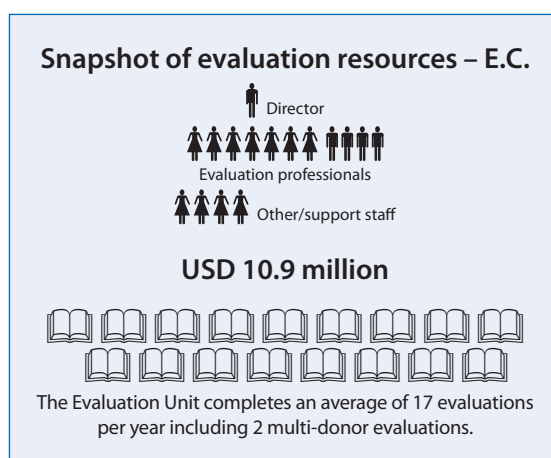 Snapshot of evaluation resources – E.C.
Director
Evaluation professionals
Other/support staff
USD 10.9 million
The Evaluation Unit completes an average of 17 evaluations
per year including 2 multi-donor evaluations.